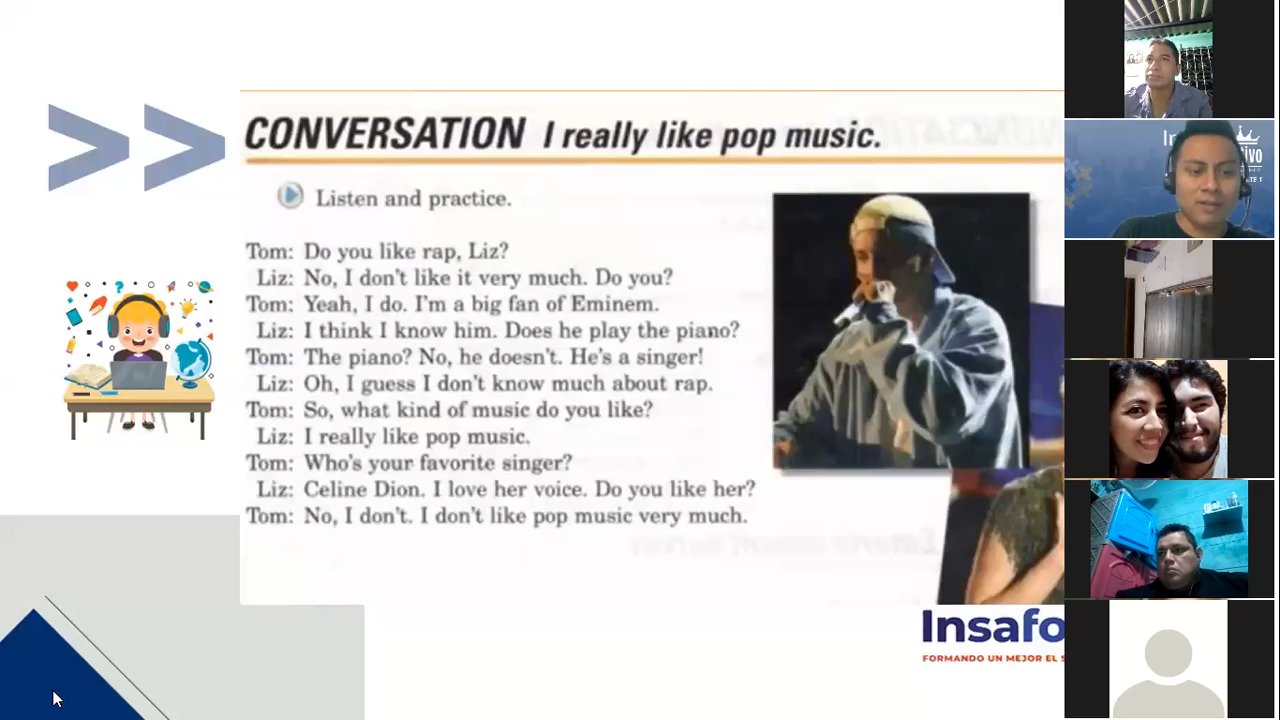 >>
CONVERSATION I really like pop music.
Listen and practice.
Tom: Do you like rap, Liz?
Liz: No, I don't like it very much. Do you?
Tom: Yeah, I do. I'm a big fan of Eminem.
Liz: I think I know him. Does he play the piano?
Tom: The piano? No, he doesn't. He's a singer!
Liz: Oh, I guess I don't know much about rap.
Tom: So, what kind of music do you like?
Liz: I really like pop music.
Tom: Who's your favorite singer?
Liz: Celine Dion. I love her voice. Do you like her?
Tom: No, I don't. I don't like pop music very much.
Insafo
FORMANDO UN MEJOR EL S